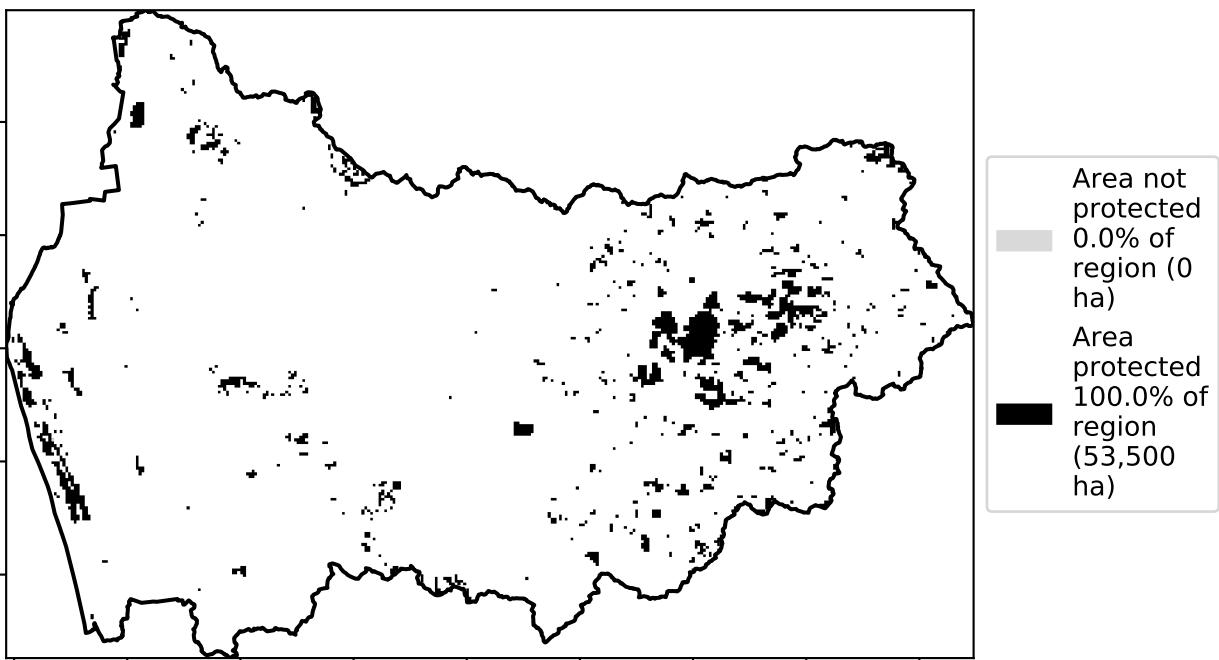 Area not
protected
0.0% of
region (0
ha)
Area
protected
100.0% of
region
(53,500
ha)